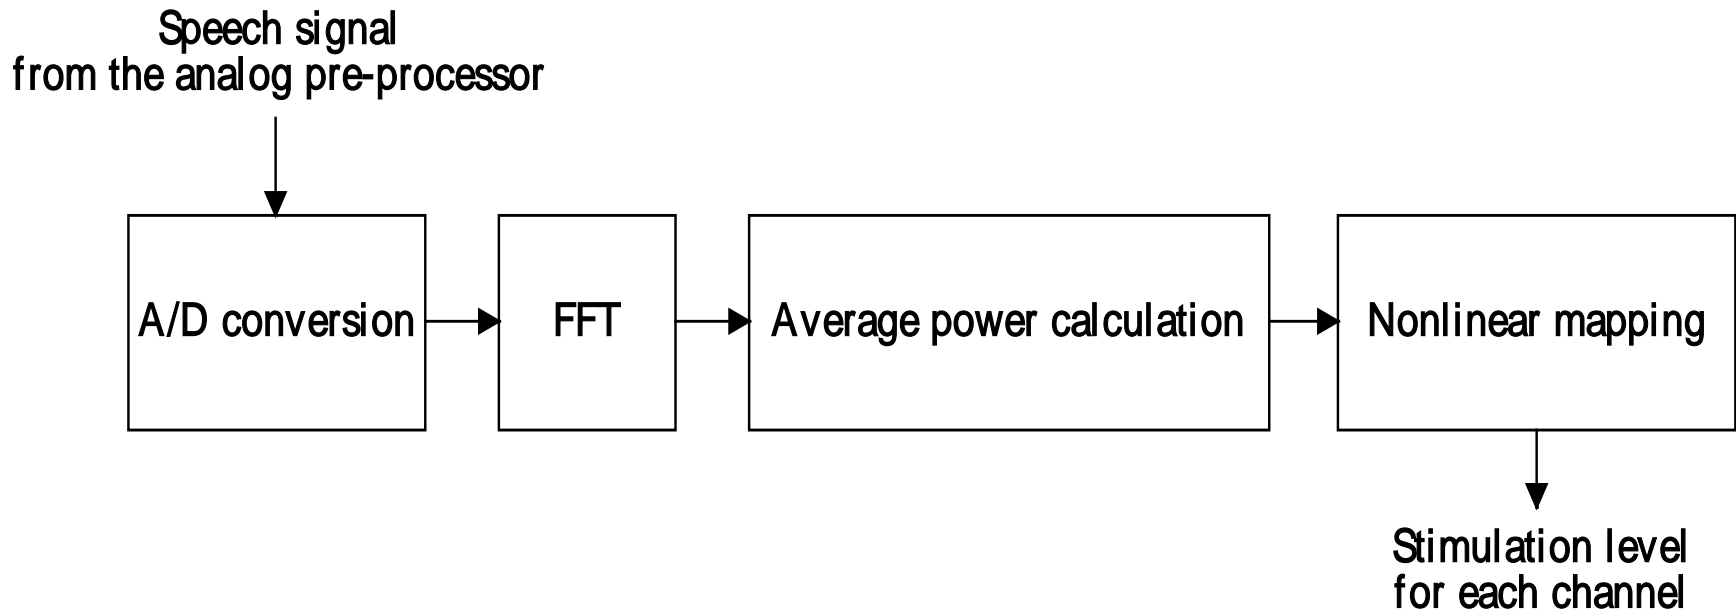 Speech signal
from the analog pre-processor
A/D conversion
FFT
Average power calculation
Nonlinear mapping
Stimulation level
for each channel